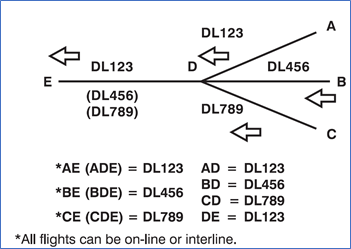 DL123
A
DL123
D
DL456
E
B
(DL456)
(DL789)
DL789
C
*AE (ADE) = DL123
AD = DL123
*BE (BDE) = DL456
BD = DL456
*CE (CDE) = DL789
CD = DL789
DE = DL123
*All flights can be on-line or interline.